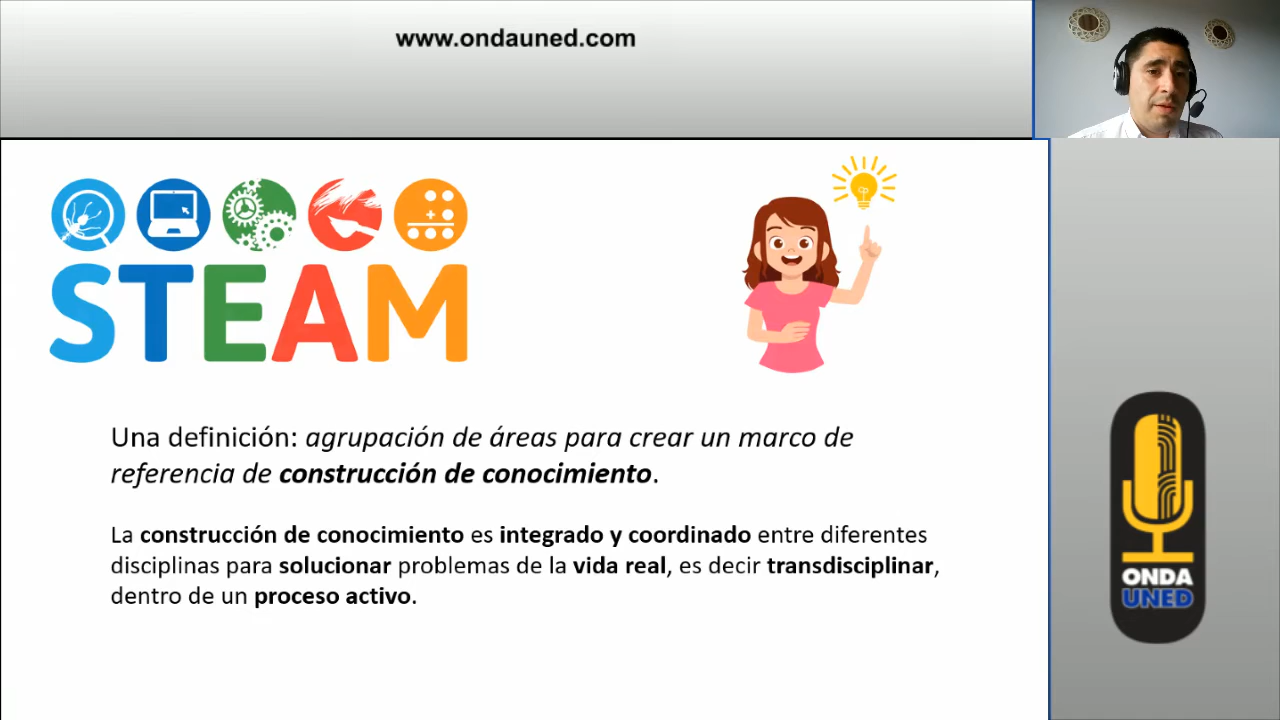 www.ondauned.com
STEAM
Una definición: agrupación de áreas para crear un marco de
referencia de construcción de conocimiento.
La construcción de conocimiento es integrado y coordinado entre diferentes
disciplinas para solucionar problemas de la vida real, es decir transdisciplinar,
dentro de un proceso activo.
ONDA
UNED